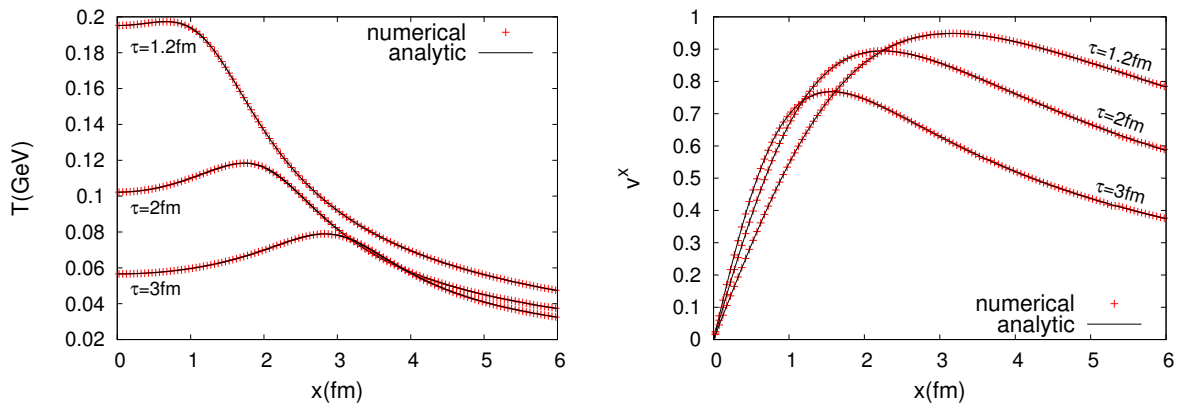 T(GeV)
0.2
0.18
0.16
0.14
0.12
0.1
0.08
0.06
0.04
0.02
0 1 2 3 4 5 6
x(fm)
numerical
analytic
τ=1.2fm
τ=2fm
τ=3fm
v^x
1
0.9
0.8
0.7
0.6
0.5
0.4
0.3
0.2
0.1
0
0 1 2 3 4 5 6
x(fm)
τ=1.2fm
τ=2fm
τ=3fm
numerical
analytic